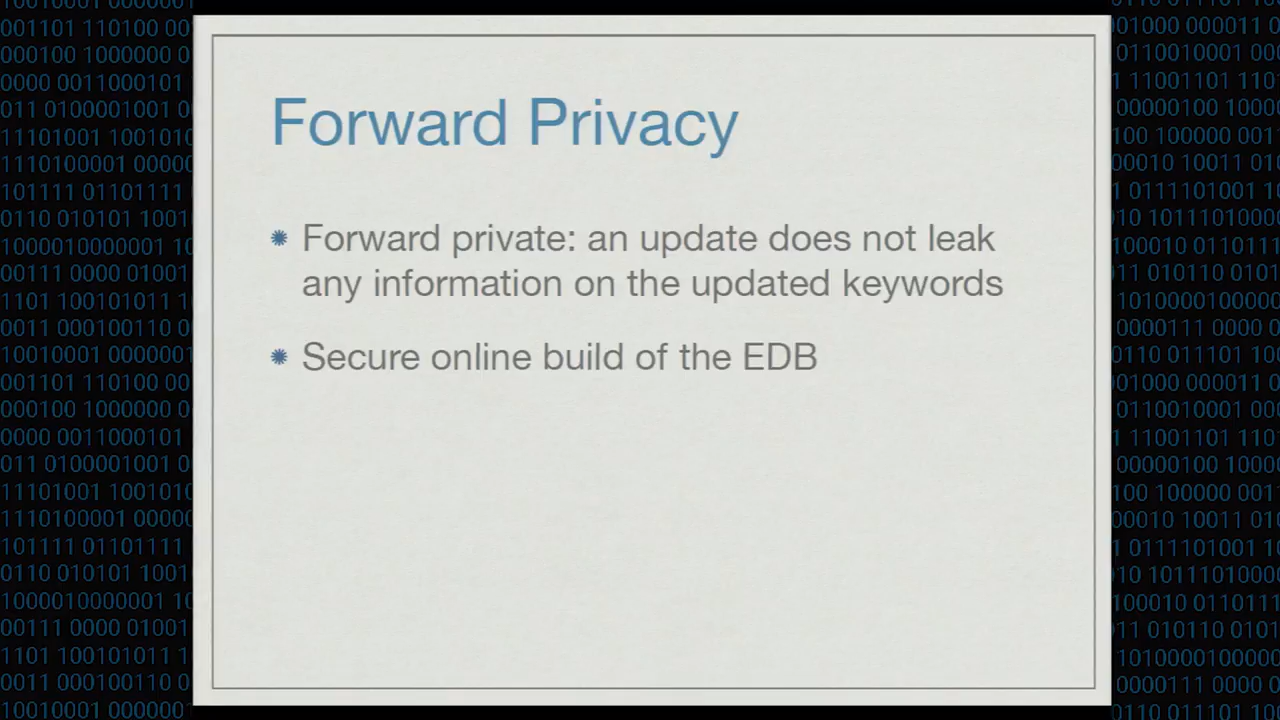 Forward Privacy
Forward private: an update does not leak
any information on the updated keywords
Secure online build of the EDB